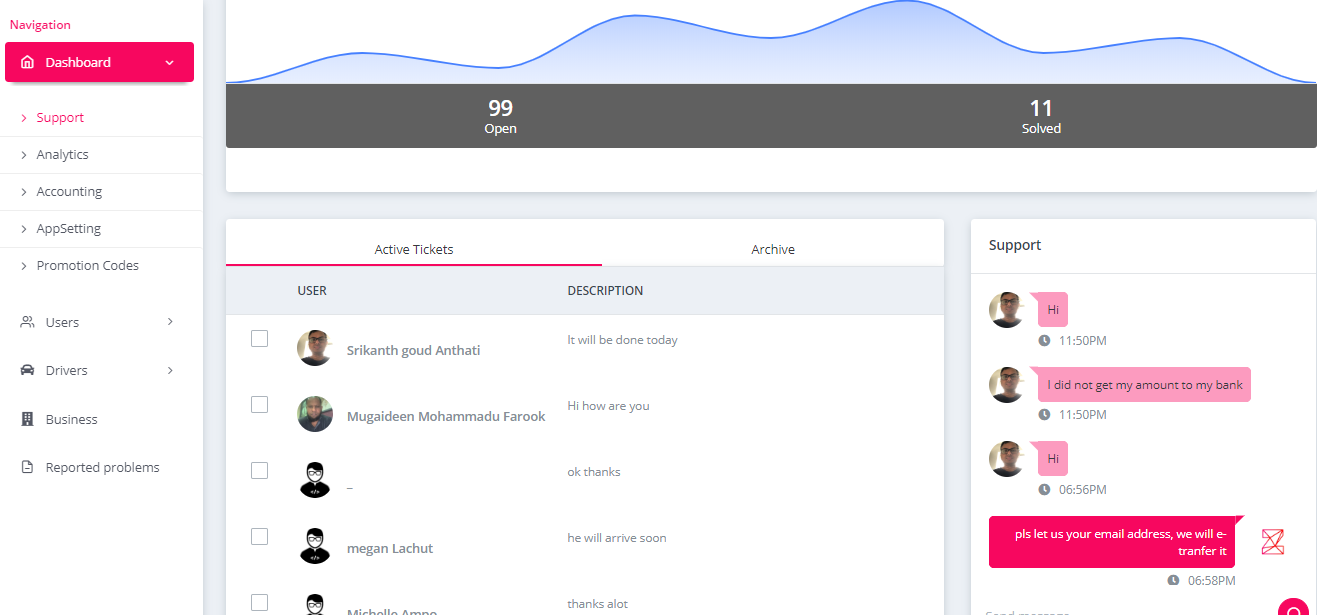 Navigation
Dashboard
Support
Analytics
Accounting
AppSetting
Promotion Codes
Users
Drivers
Business
Reported problems
99
Open
11
Solved
Active Tickets
Archive
USER
DESCRIPTION
Srikanth goud Anthati
It will be done today
Mugaideen Mohammadu Farook
Hi how are you
_
ok thanks
megan Lachut
he will arrive soon
Michelle Ampo
thanks alot
Support
Hi
11:50PM
I did not get my amount to my bank
11:50PM
Hi
06:56PM
pls let us your email address, we will e-
tranfer it
06:58PM
Send message